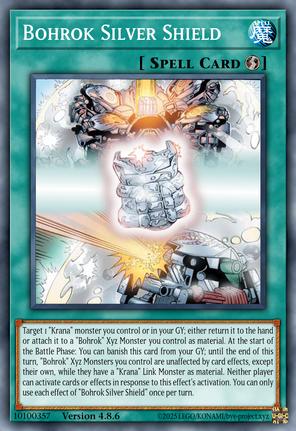 Bohrok Silver Shield
魔
[ Spell Card ]
Target 1 "Krana" monster you control or in your GY; either return it to the hand
or attach it to a "Bohrok" Xyz Monster you control as material. At the start of
the Battle Phase: You can banish this card from your GY; until the end of this
turn, "Bohrok" Xyz Monsters you control are unaffected by card effects, except
their own, while they have a "Krana" Link Monster as material. Neither player
can activate cards or effects in response to this effect's activation. You can only
use each effect of "Bohrok Silver Shield" once per turn.
10100357 Version 4.8.6 ©2025 LEGO/KONAMI/bye-project.xyz